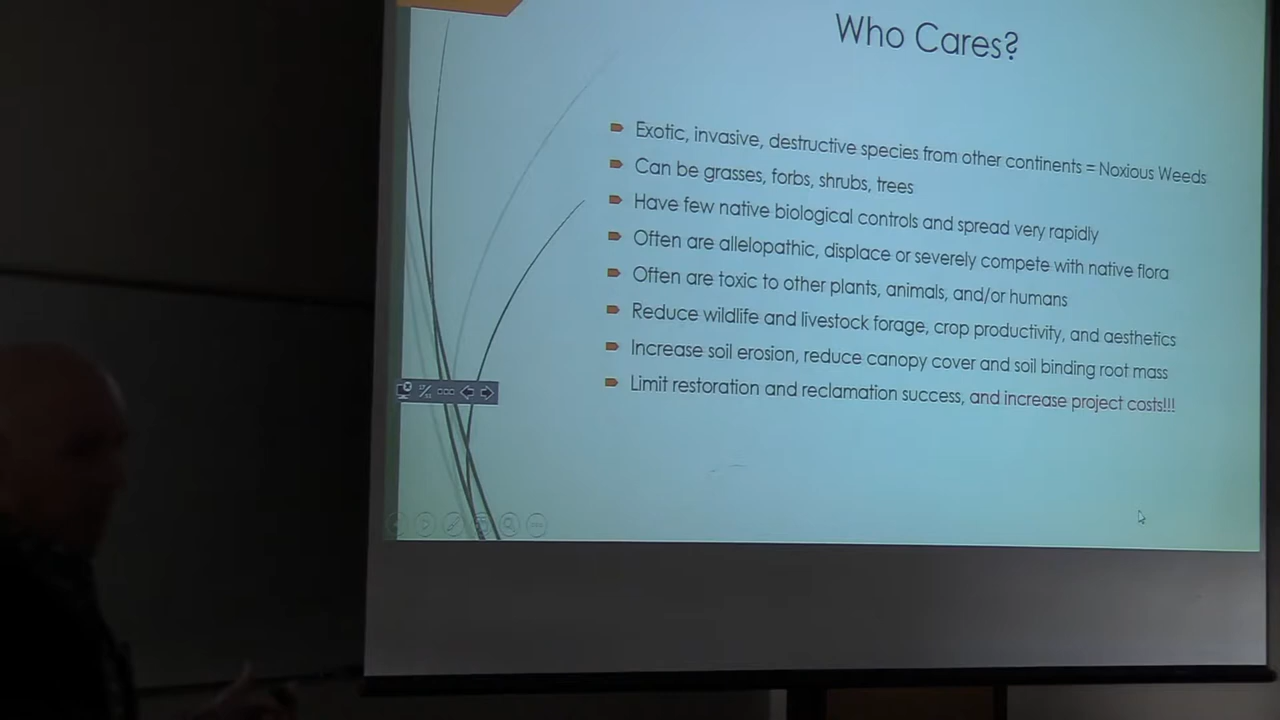 Who Cares?
Exotic, invasive, destructive species from other continents = Noxious Weeds
Can be grasses, forbs, shrubs, trees
Have few native biological controls and spread very rapidly
Often are allelopathic, displace or severely compete with native flora
Often are toxic to other plants, animals, and/or humans
Reduce wildlife and livestock forage, crop productivity, and aesthetics
Increase soil erosion, reduce canopy cover and soil binding root mass
Limit restoration and reclamation success, and increase project costs!!!